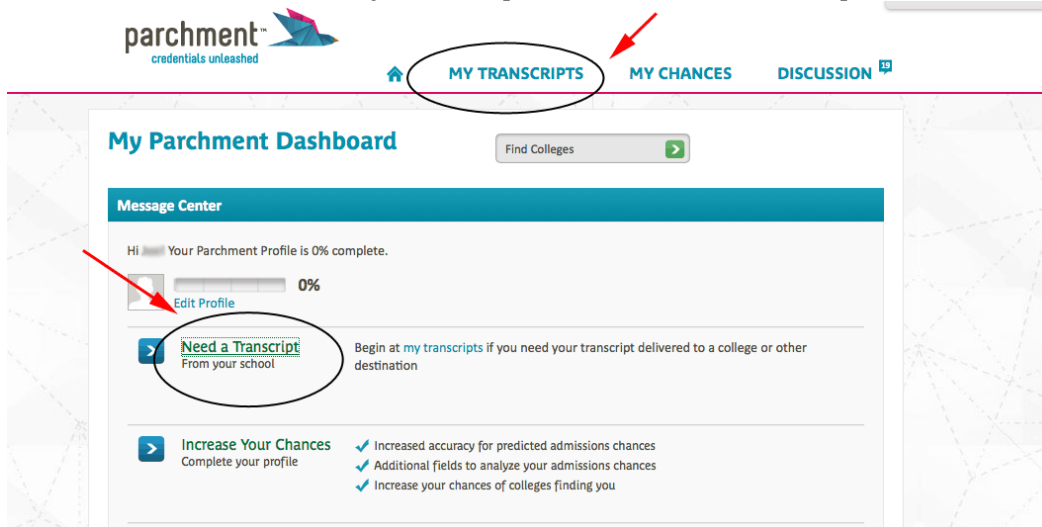 parchment™
credentials unleashed
MY TRANSCRIPTS MY CHANCES DISCUSSION 19
My Parchment Dashboard
Find Colleges
Message Center
Hi Your Parchment Profile is 0% complete.
0%
Edit Profile
Need a Transcript
From your school
Begin at my transcripts if you need your transcript delivered to a college or other
destination
Increase Your Chances
Complete your profile
Increased accuracy for predicted admissions chances
Additional fields to analyze your admissions chances
Increase your chances of colleges finding you